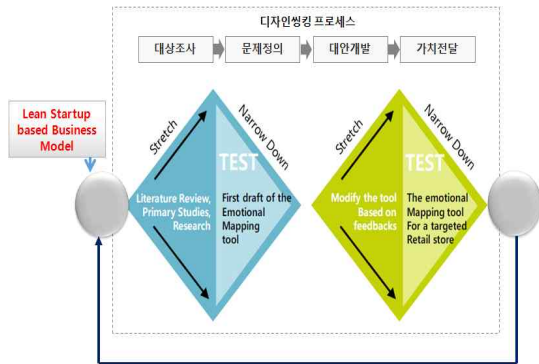 디자인씽킹 프로세스
대상조사
문제정의
대안개발
가치전달
Lean Startup
based Business
Model
Stretch
Narrow Down
TEST
Literature Review,
Primary Studies,
Research
First draft of the
Emotional
Mapping
tool
Stretch
Narrow Down
TEST
Modify the tool
Based on
feedbacks
The emotional
Mapping tool
For a targeted
Retail store